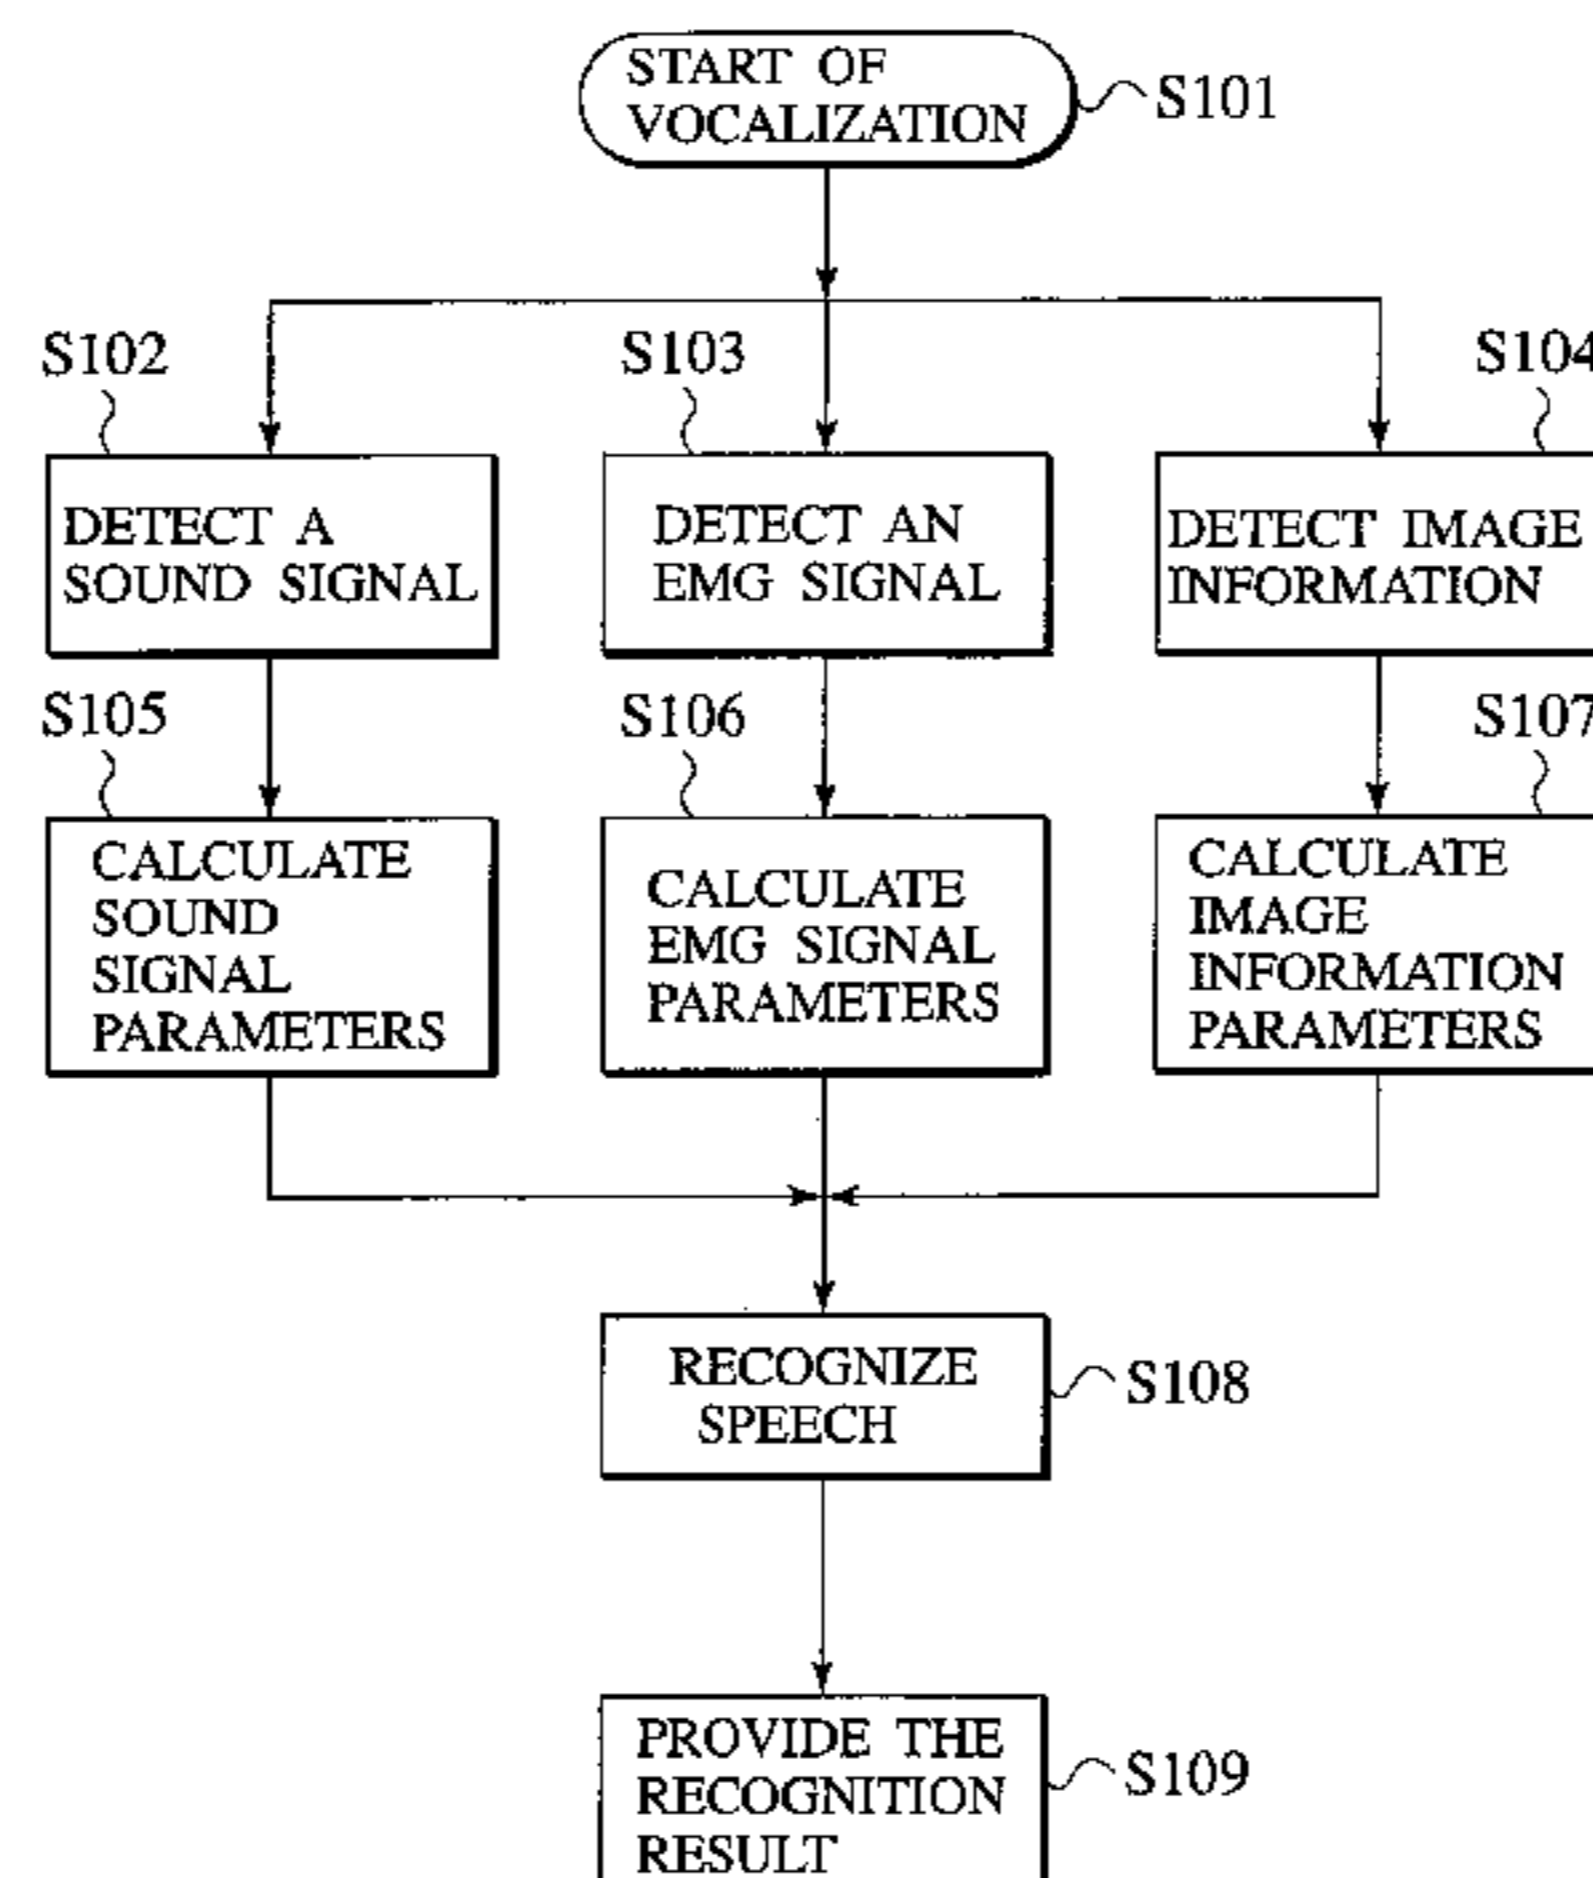 START OF
VOCALIZATION
S101
S102
S103
S104
DETECT A
SOUND SIGNAL
DETECT AN
EMG SIGNAL
DETECT IMAGE
INFORMATION
S105
S106
S107
CALCULATE
SOUND
SIGNAL
PARAMETERS
CALCULATE
EMG SIGNAL
PARAMETERS
CALCULATE
IMAGE
INFORMATION
PARAMETERS
RECOGNIZE
SPEECH
S108
PROVIDE THE
RECOGNITION
RESULT
S109